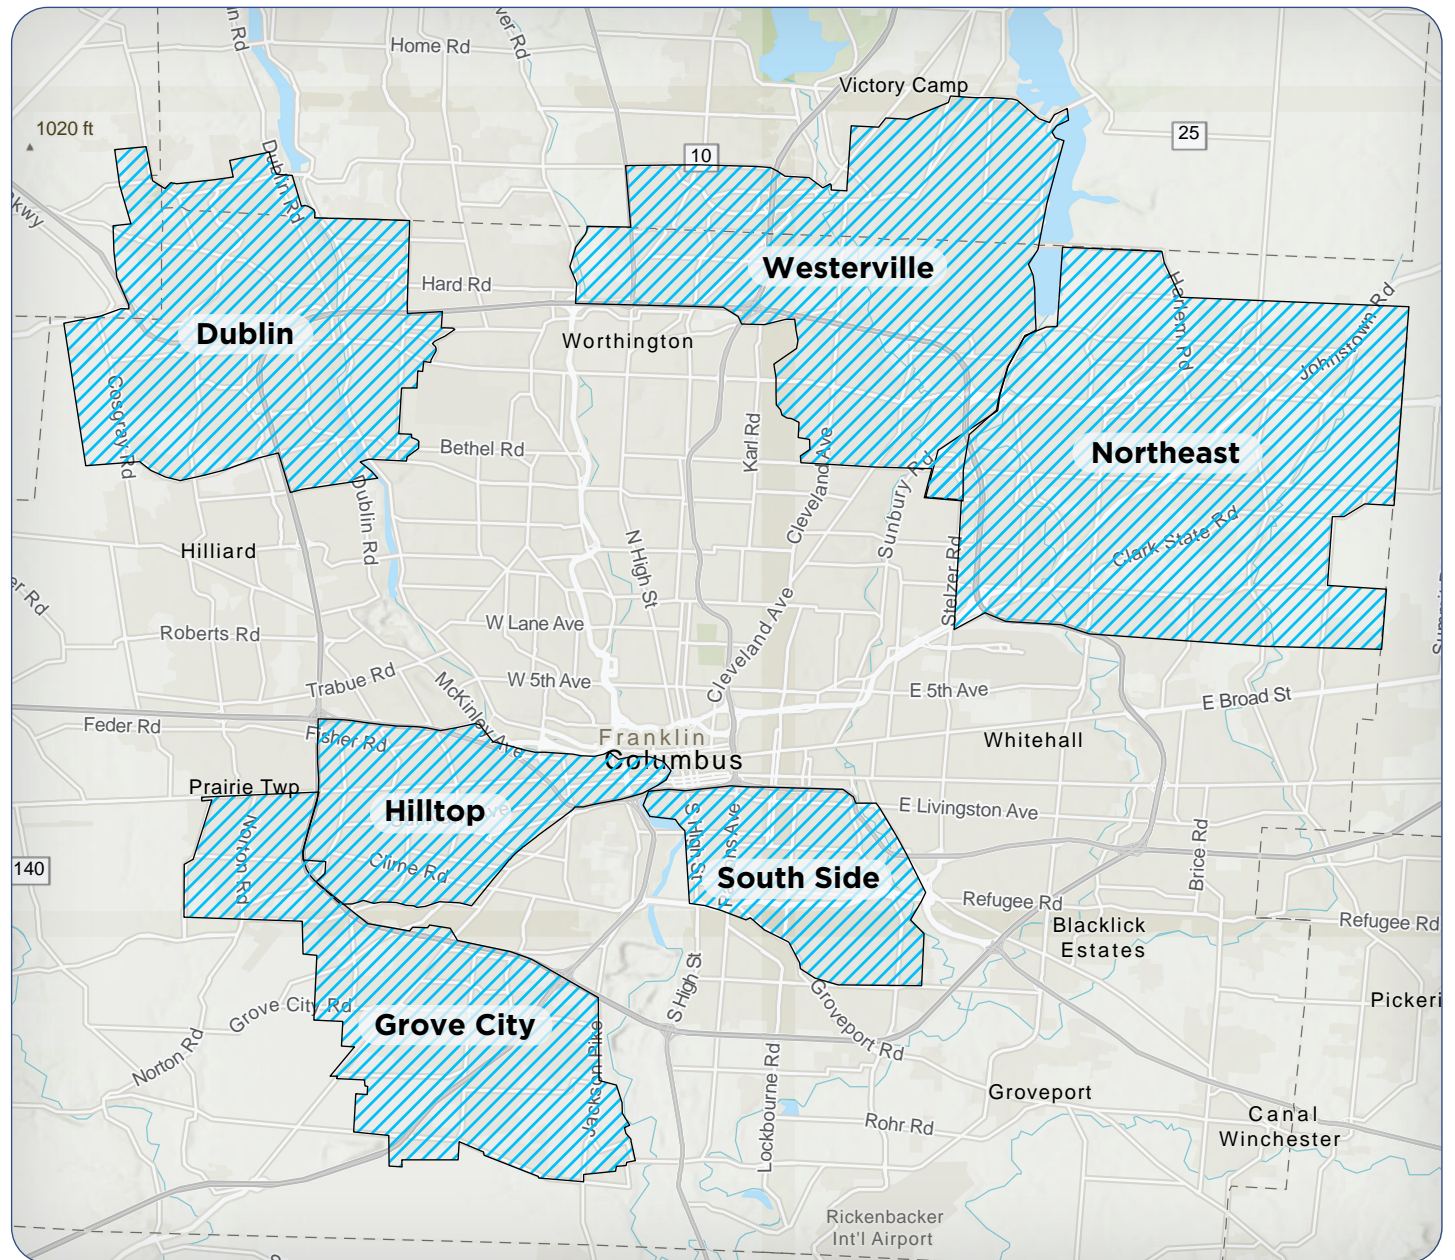 Home Rd
Victory Camp
1020 ft
25
10
Dublin Rd
Westerville
Hard Rd
Harlem Rd
Johnstown Rd
Dublin
Worthington
Cosgray Rd
Karl Rd
Bethel Rd
Northeast
Cleveland Ave
Sunbury Rd
Dublin Rd
Clark State Rd
Hilliard
N High St
Stelzer Rd
W Lane Ave
Roberts Rd
Cleveland Ave
Trabue Rd
W 5th Ave
E 5th Ave
McKinley Ave
E Broad St
Feder Rd
Fisher Rd
Franklin
Whitehall
Columbus
Prairie Twp
Hilltop
E Livingston Ave
S High St
Norton Rd
Clime Rd
140
South Side
Brice Rd
Refugee Rd
Blacklick
Estates
Refugee Rd
S High St
Pickeri
Grove City Rd
Grove City
Groveport Rd
Norton Rd
Jackson Pike
Lockbourne Rd
Groveport
Rohr Rd
Canal
Winchester
Rickenbacker
Int'l Airport